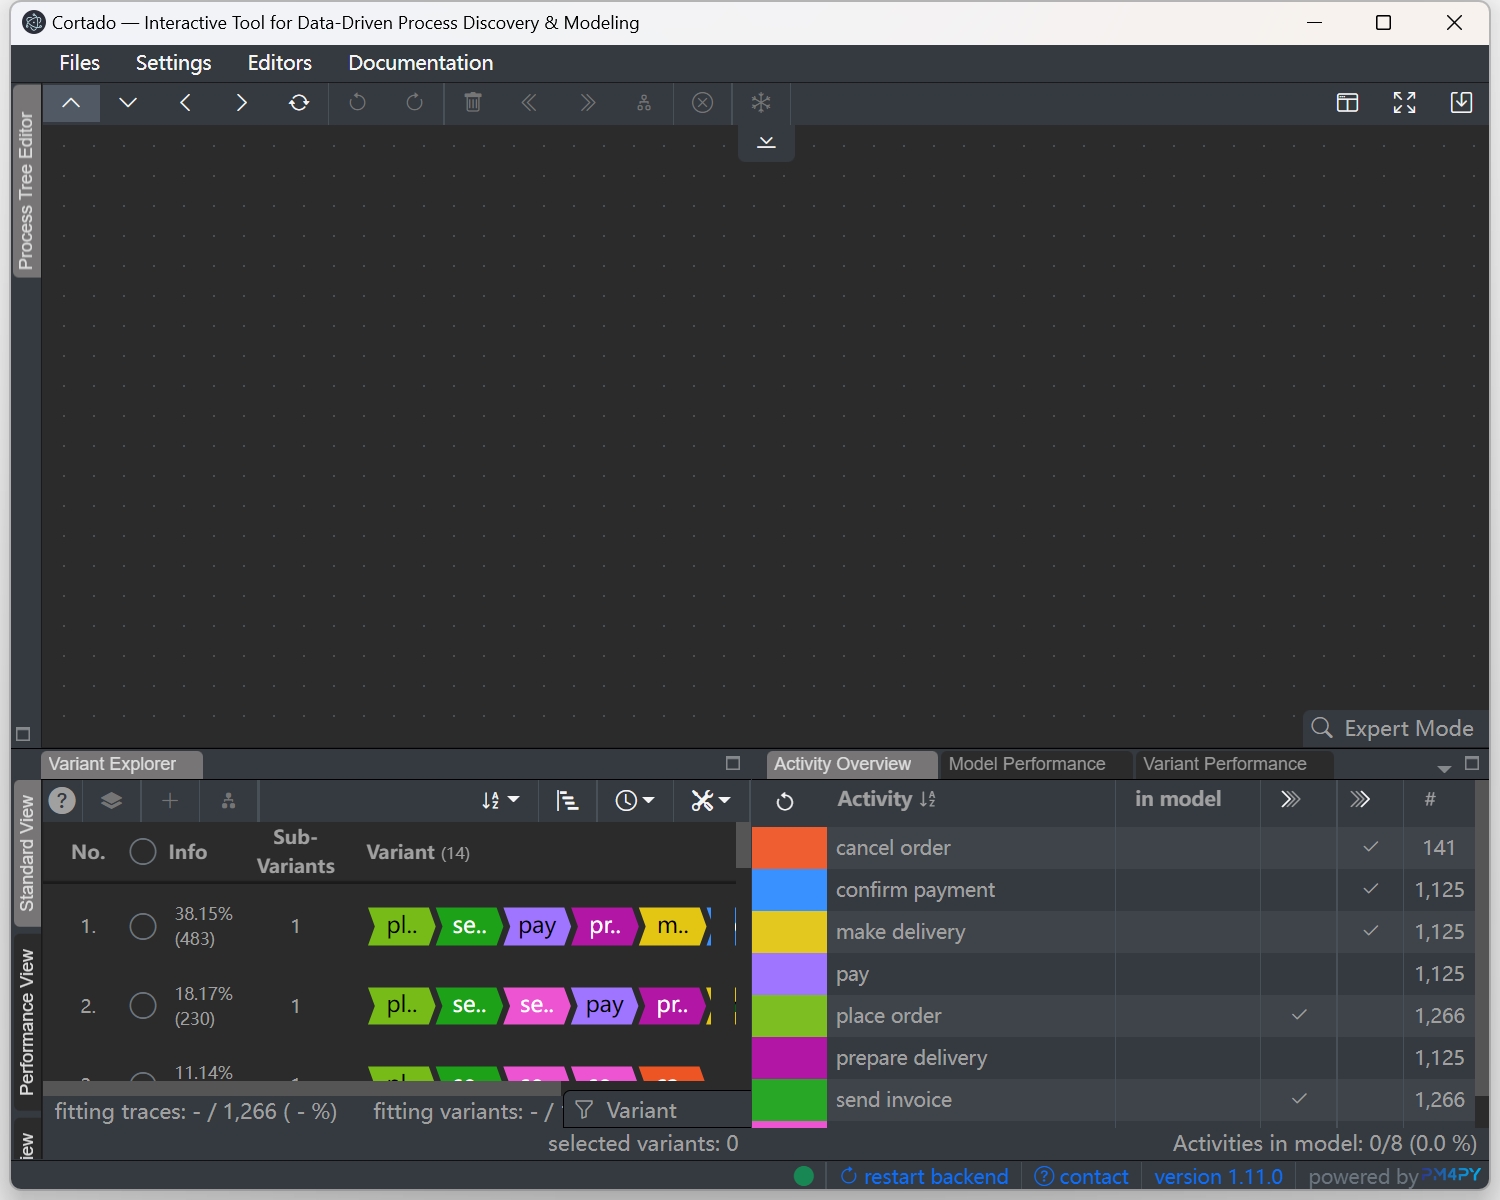 Cortado — Interactive Tool for Data-Driven Process Discovery & Modeling
Files Settings Editors Documentation
Process Tree Editor
Expert Mode
Variant Explorer
Activity Overview Model Performance Variant Performance
Standard View
Performance View
iew
No. Info Sub-Variants Variant (14)
1. 38.15% (483) 1 pl.. se.. pay pr.. m..
2. 18.17% (230) 1 pl.. se.. se.. pay pr..
11.14%
fitting traces: - / 1,266 ( - %) fitting variants: - /
Variant
selected variants: 0
Activity in model #
cancel order 141
confirm payment 1,125
make delivery 1,125
pay 1,125
place order 1,266
prepare delivery 1,125
send invoice 1,266
Activities in model: 0/8 (0.0 %)
restart backend contact version 1.11.0 powered by PM4PY